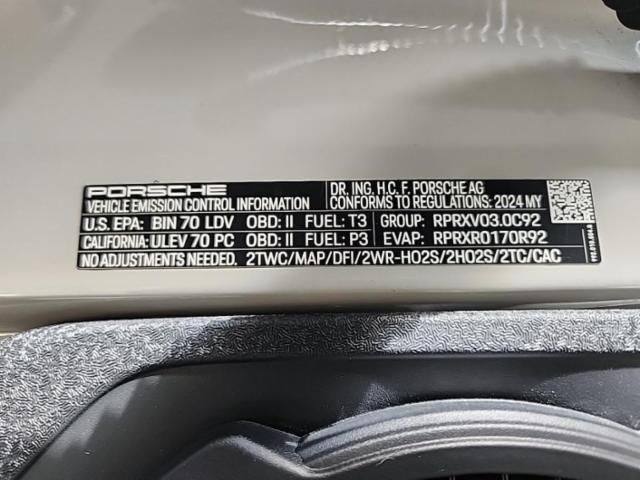 PORSCHE
DR. ING. H.C. F. PORSCHE AG
VEHICLE EMISSION CONTROL INFORMATION CONFORMS TO REGULATIONS: 2024 MY
U.S. EPA: BIN 70 LDV OBD: II FUEL: T3 GROUP: RPRXV03.0C92
CALIFORNIA: ULEV 70 PC OBD: II FUEL: P3 EVAP: RPRXR0170R92
NO ADJUSTMENTS NEEDED. 2TWC/MAP/DFI/2WR-HO2S/2HO2S/2TC/CAC